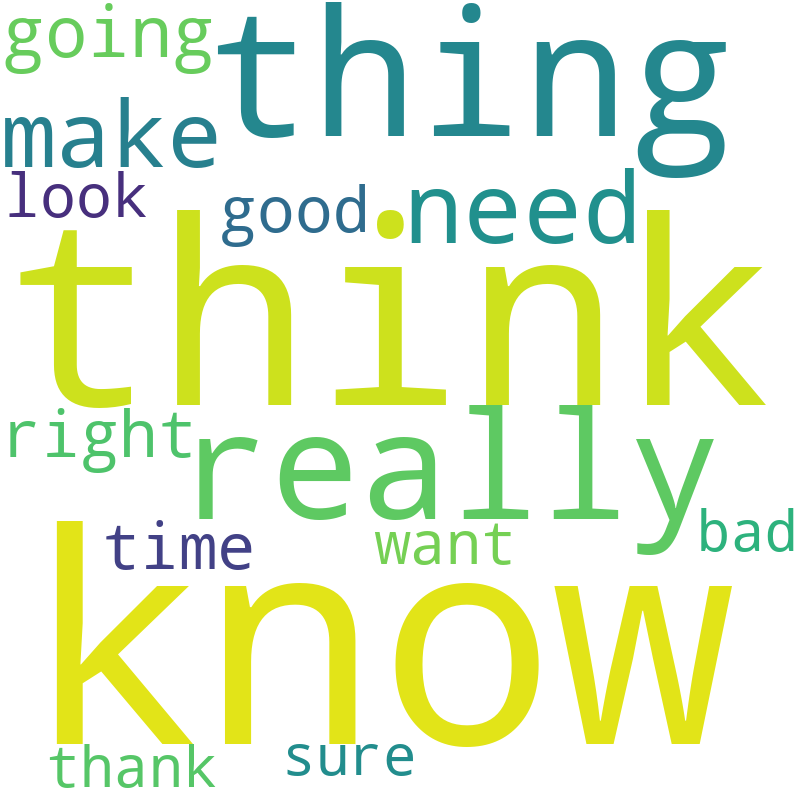 going
thing
make
look
good
need
think
right
really
bad
time
want
know
thank
sure